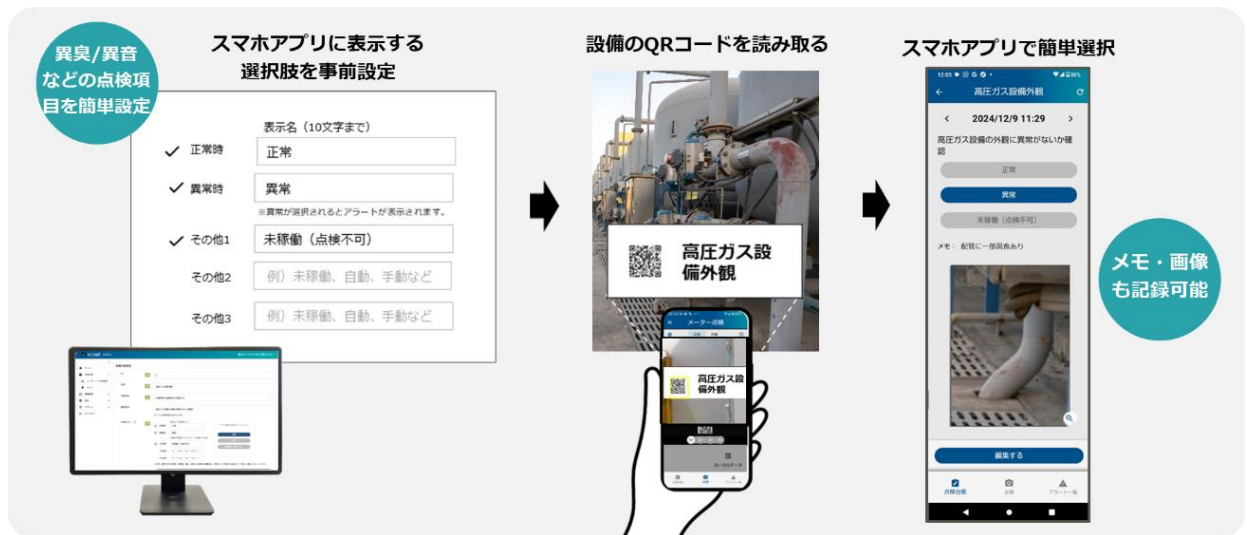 異臭/異音
などの点検項
目を簡単設定
スマホアプリに表示する
選択肢を事前設定
表示名（10文字まで）
正常時
正常
異常時
異常
※異常が選択されるとアラートが表示されます。
その他1
未稼働（点検不可）
その他2
例）未稼働、自動、手動など
その他3
例）未稼働、自動、手動など
設備のQRコードを読み取る
高圧ガス設
備外観
メーター点検
高圧ガス設
備外観
ローカルデータ
スマホアプリで簡単選択
12:05
36%
高圧ガス設備外観
2024/12/9 11:29
高圧ガス設備の外観に異常がないか確
認
正常
異常
未稼働（点検不可）
メモ： 配管に一部腐食あり
編集する
点検台帳
点検
アラート一覧
メモ・画像
も記録可能